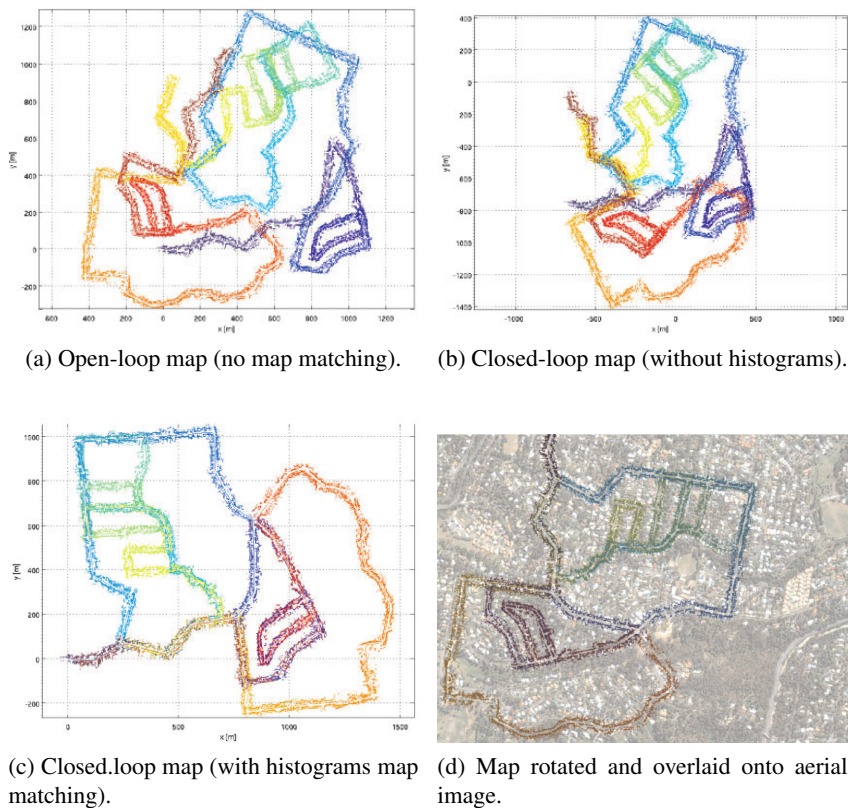 1200
1000
800
600
400
200
0
-200
y [m]
600 400 200 0 200 400 600 800 1000 1200
x [m]
(a) Open-loop map (no map matching).
400
200
0
-200
-400
-600
-800
-1000
-1200
-1400
y [m]
-1000 -500 0 500 1000
x [m]
(b) Closed-loop map (without histograms).
1000
800
600
400
200
0
-200
y [m]
0 500 1000 1500
x [m]
(c) Closed.loop map (with histograms map
matching).
(d) Map rotated and overlaid onto aerial
image.